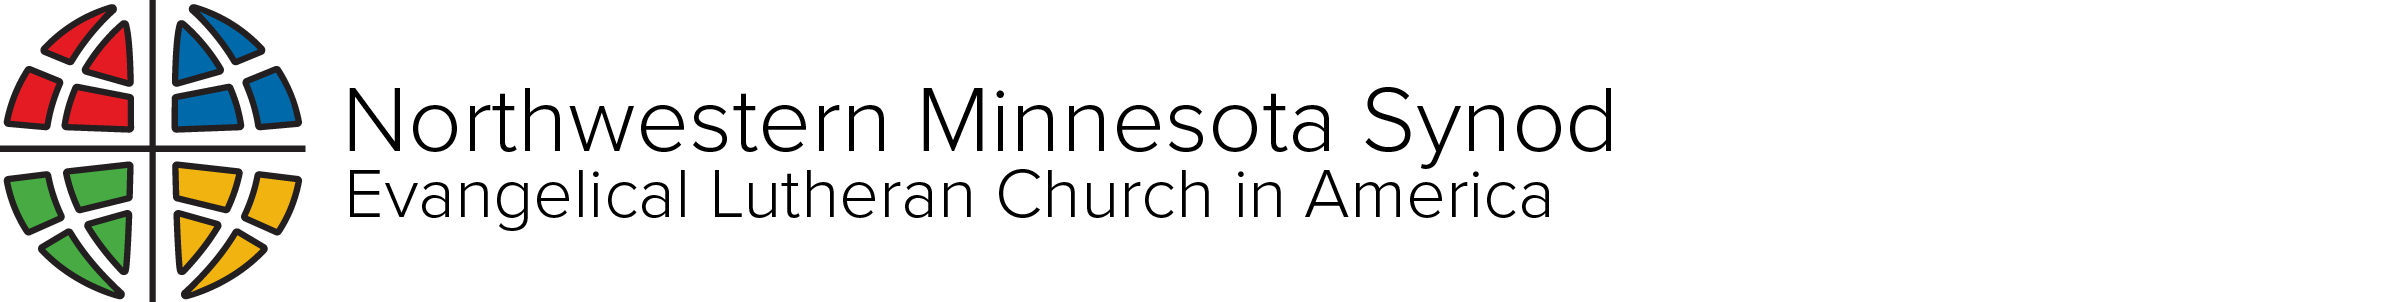 Northwestern Minnesota Synod
Evangelical Lutheran Church in America